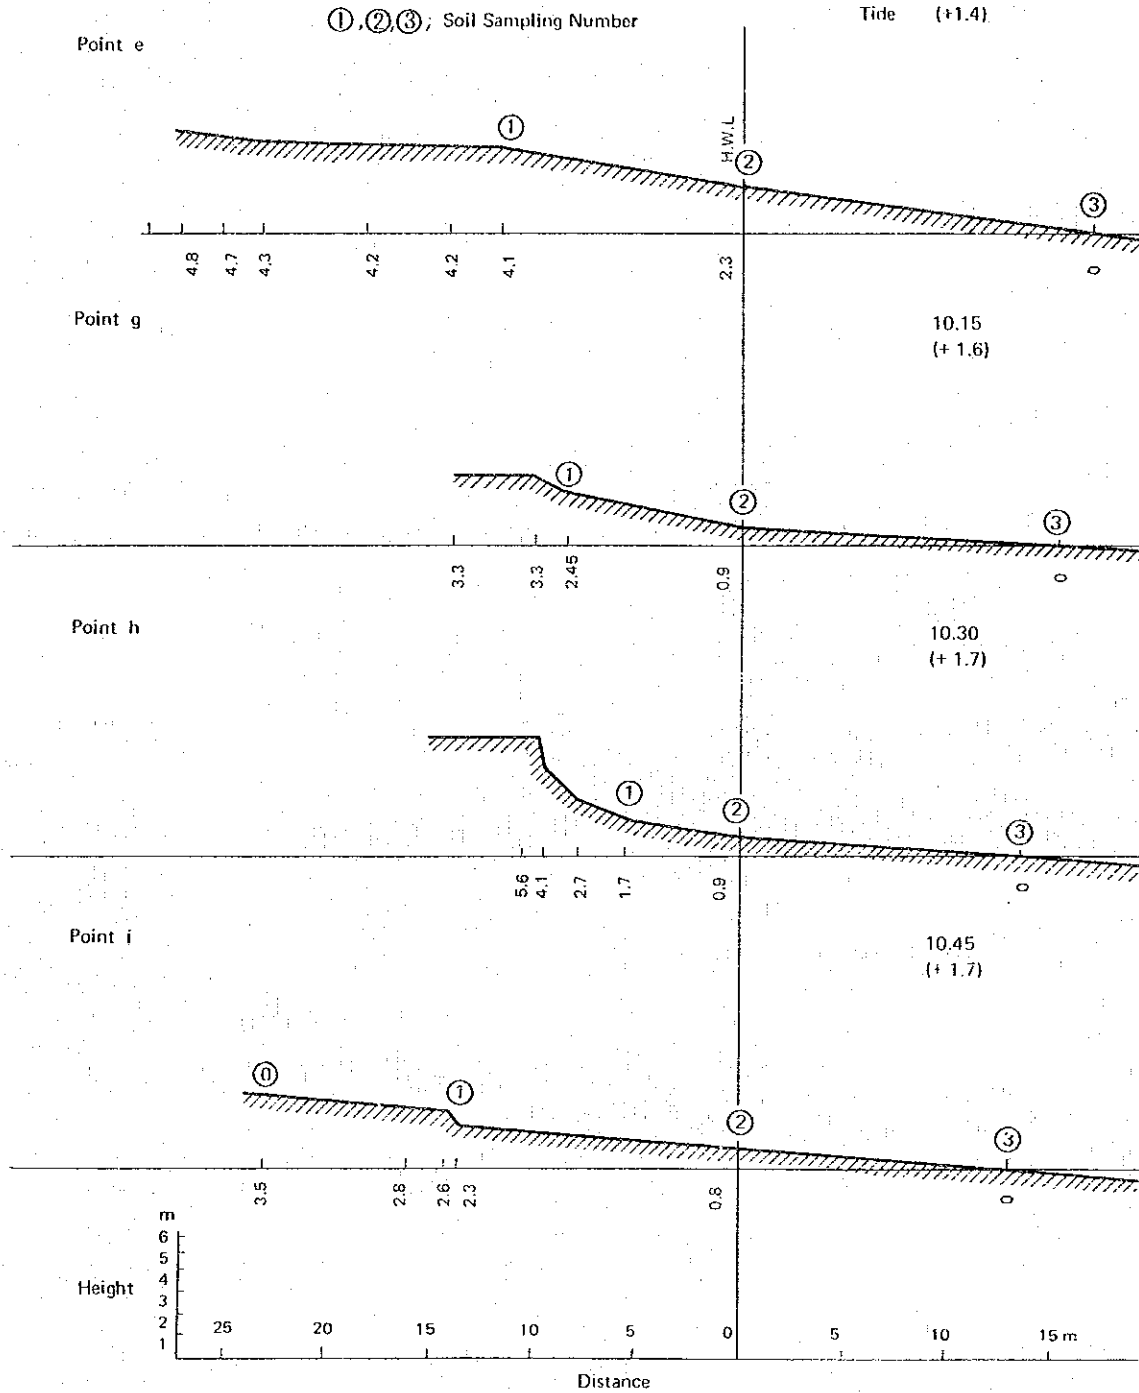 ①,②,③; Soil Sampling Number
Tide (+1.4)
Point e
①
H.W.L
②
③
4.8 4.7 4.3 4.2 4.2 4.1 2.3 0
Point g
10.15
(+ 1.6)
①
②
③
3.3 3.3 2.45 0.9 0
Point h
10.30
(+ 1.7)
①
②
③
5.6 4.1 2.7 1.7 0.9 0
Point i
10.45
(+ 1.7)
⓪
①
②
③
3.5 2.8 2.6 2.3 0.8 0
m
6
5
4
Height
3
2
1
25 20 15 10 5 0 5 10 15 m
Distance